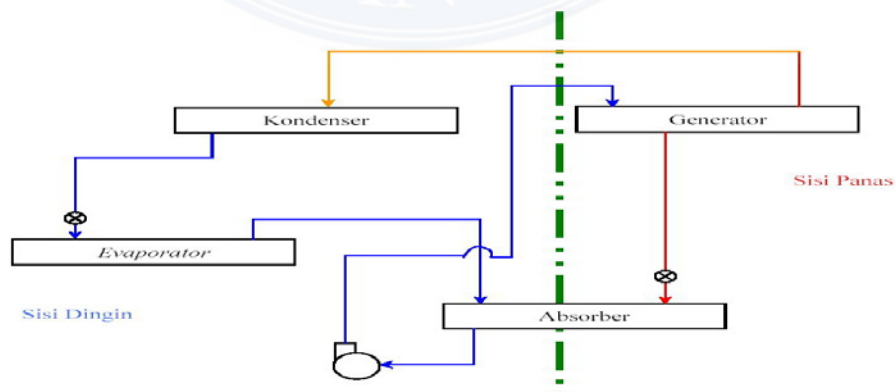 Kondenser
Generator
Sisi Panas
Evaporator
Sisi Dingin
Absorber